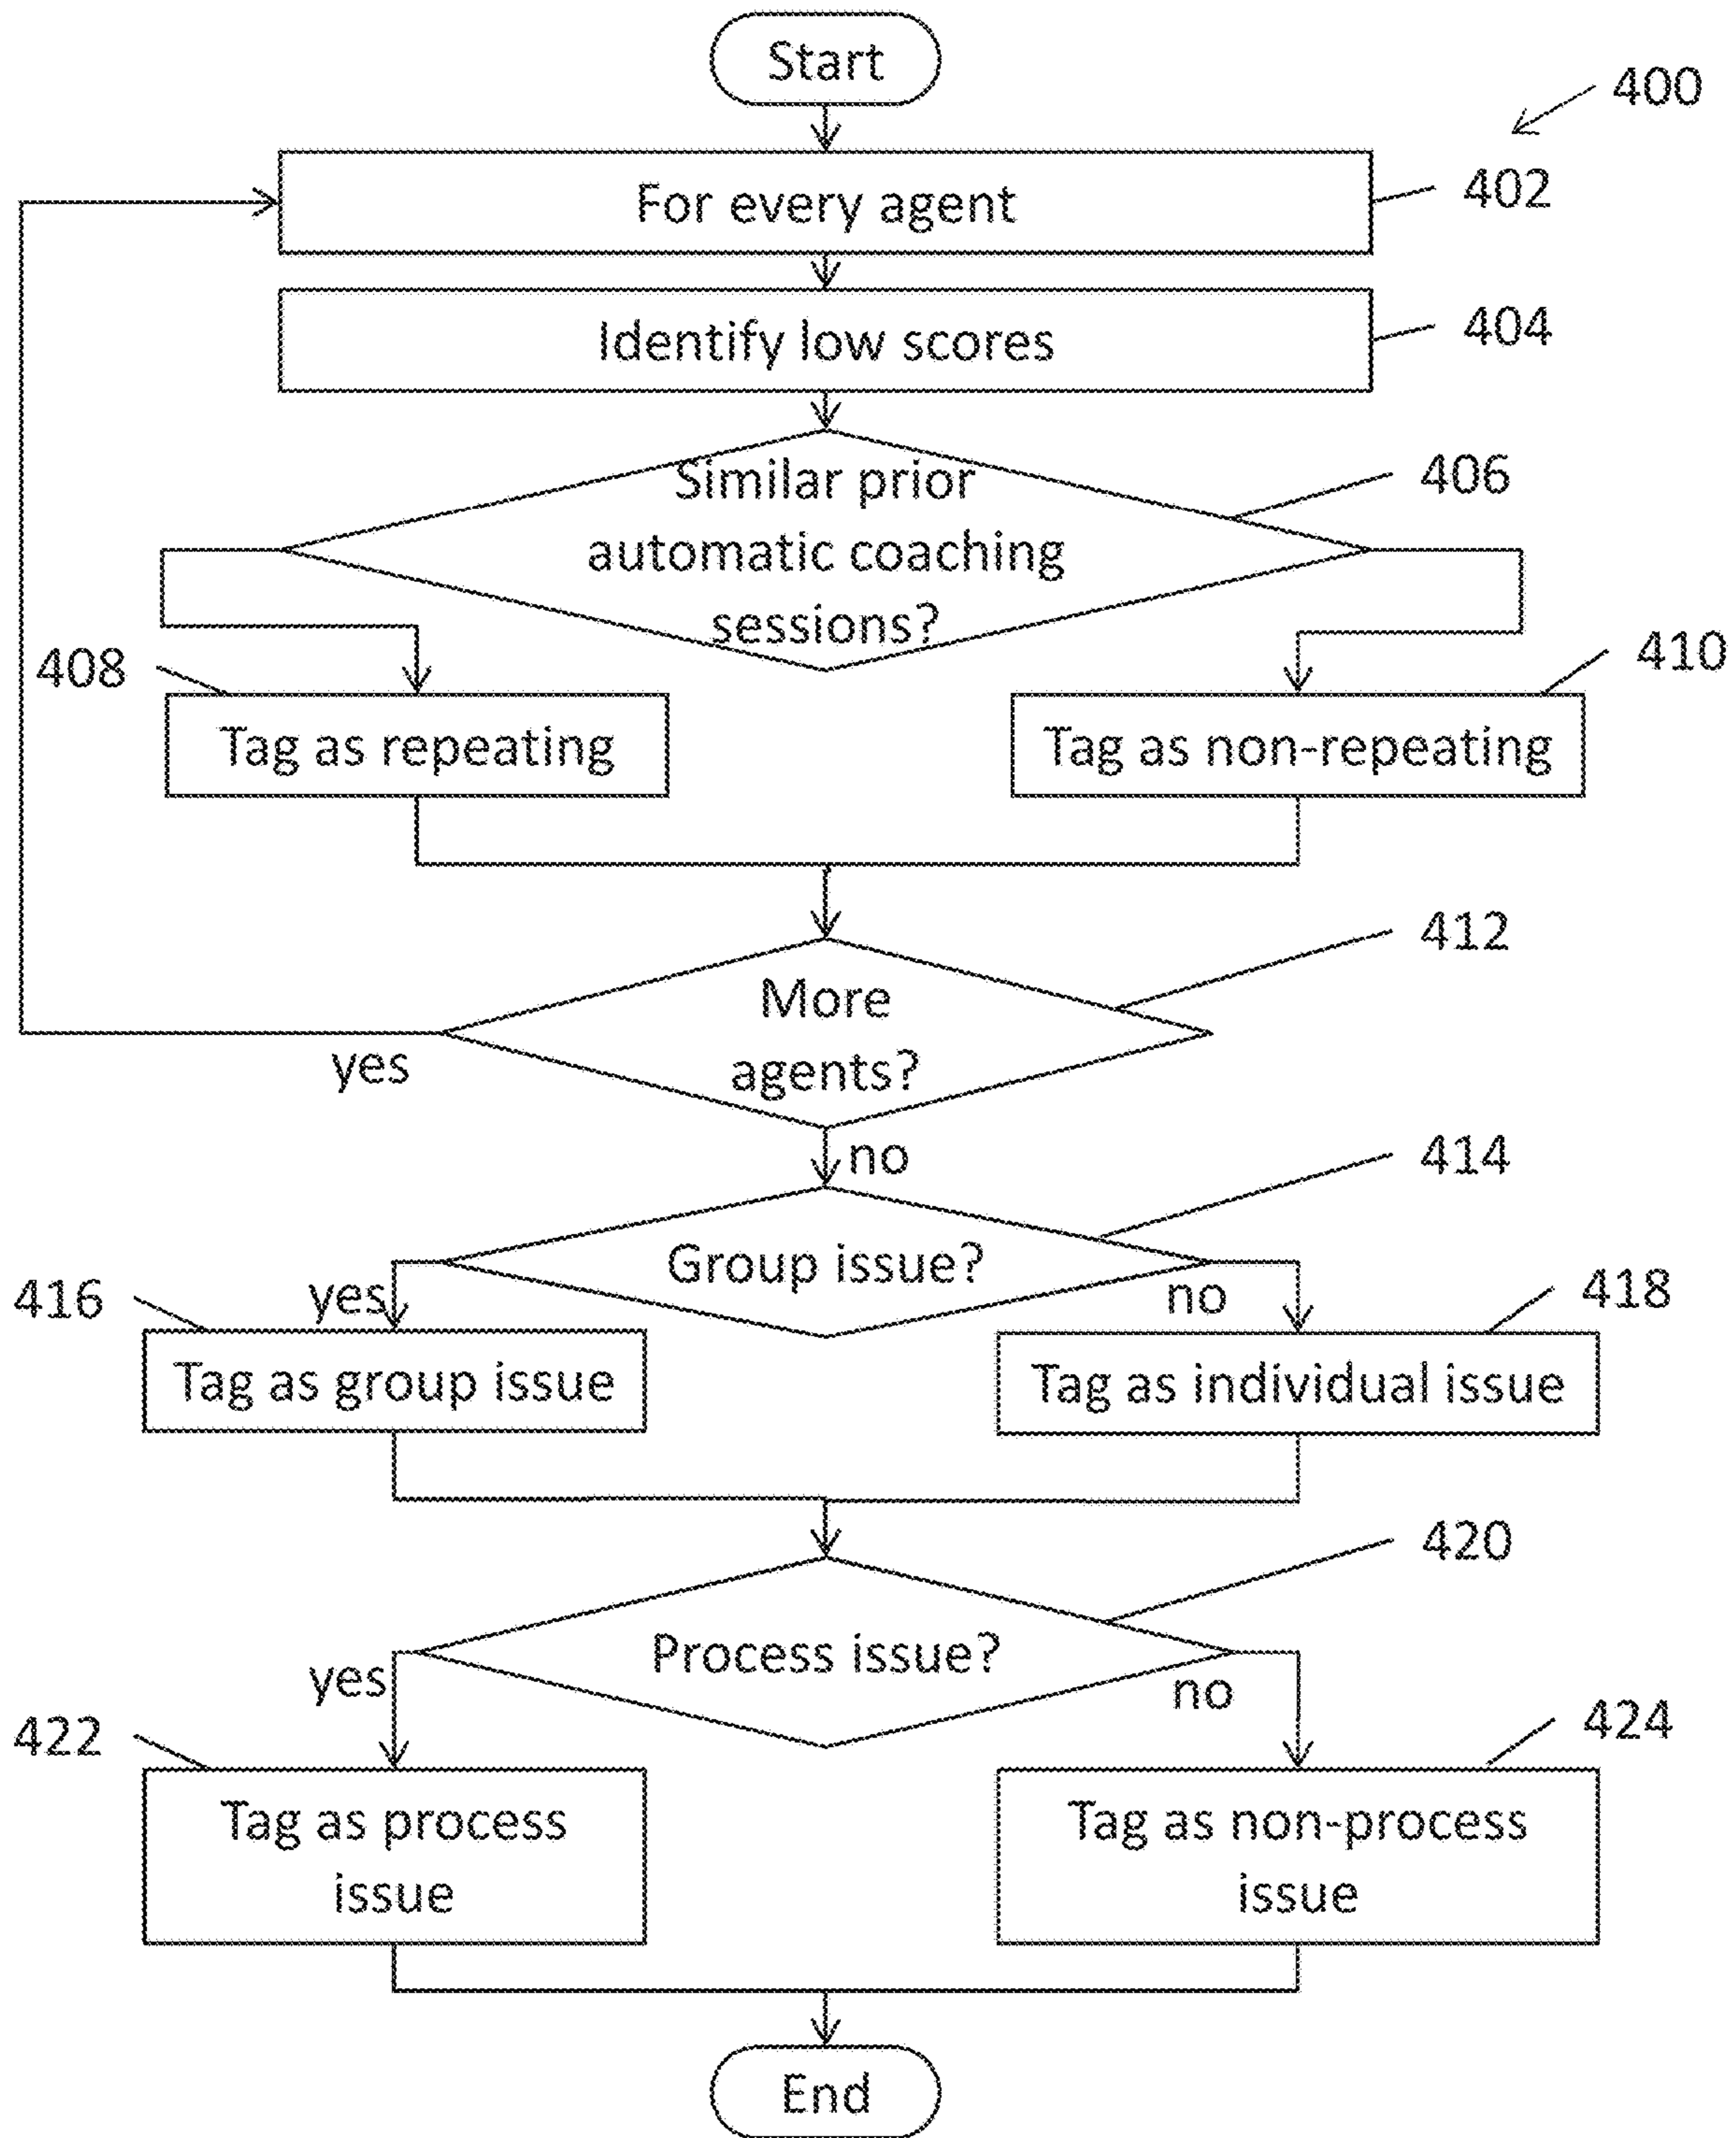 Start
400
For every agent
402
Identify low scores
404
Similar prior
automatic coaching
sessions?
406
408
410
Tag as repeating
Tag as non-repeating
412
More
agents?
yes
no
414
Group issue?
416
yes
no
418
Tag as group issue
Tag as individual issue
420
Process issue?
yes
no
422
424
Tag as process
issue
Tag as non-process
issue
End